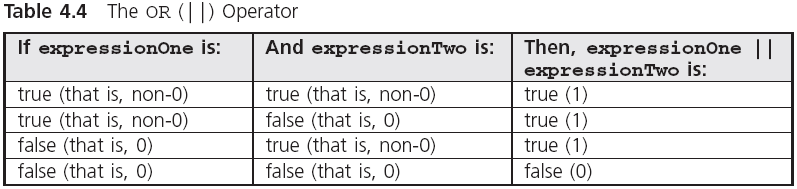 Table 4.4 The OR (||) Operator
If expressionOne is: And expressionTwo is: Then, expressionOne ||
expressionTwo is:
true (that is, non-0) true (that is, non-0) true (1)
true (that is, non-0) false (that is, 0) true (1)
false (that is, 0) true (that is, non-0) true (1)
false (that is, 0) false (that is, 0) false (0)